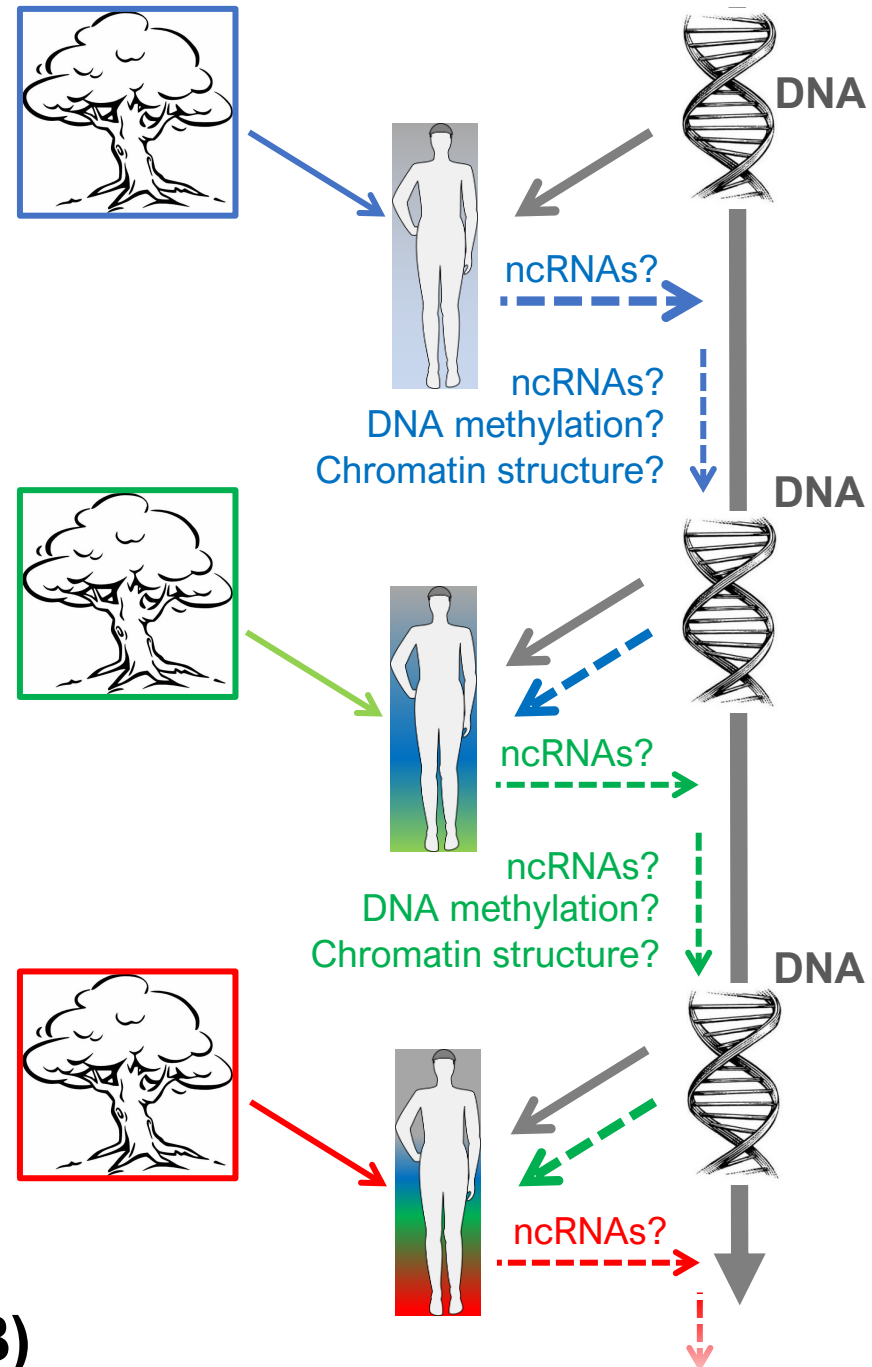 DNA
ncRNAs?
ncRNAs?
DNA methylation?
Chromatin structure?
DNA
ncRNAs?
ncRNAs?
DNA methylation?
Chromatin structure?
DNA
ncRNAs?
B)